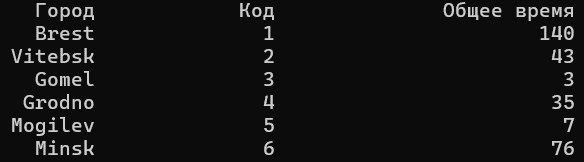 Город Код Общее время
Brest 1 140
Vitebsk 2 43
Gomel 3 3
Grodno 4 35
Mogilev 5 7
Minsk 6 76